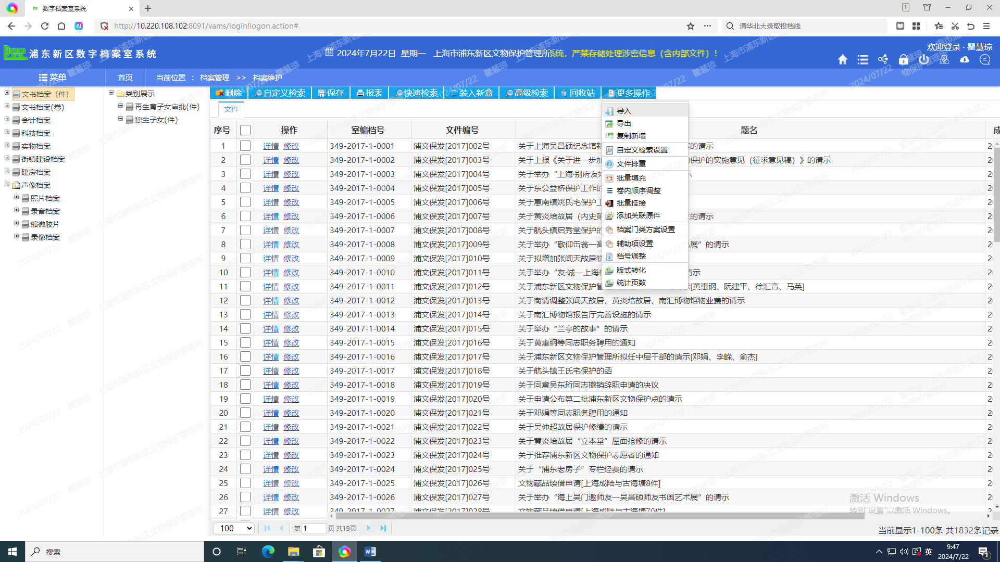 数字档案室系统
1
http://10.220.108.102:8091/vams/login!logon.action#
清华北大录取投档线
浦东新区数字档案室系统
2024年7月22日 星期一 上海市浦东新区文物保护管理所系统，严禁存储处理涉密信息（含内部文件）！
欢迎登录 · 瞿慧琼
菜单
首页
当前位置 ： 档案管理 >> 档案维护
文书档案（件）
文书档案(卷)
会计档案
科技档案
实物档案
街镇建设档案
建房档案
声像档案
照片档案
录音档案
缩微胶片
录像档案
类别展示
再生育子女审批(件)
独生子女(件)
删除 自定义检索 保存 报表 快速检索 装入新盒 高级检索 回收站 更多操作
文件
导入
导出
复制新增
自定义检索设置
文件排重
批量填充
卷内顺序调整
批量挂接
添加关联原件
档案门类方案设置
辅助项设置
档号调整
版式转化
统计页数
序号 操作 室编档号 文件编号 题名 成
1 详情 修改 349-2017-1-0001 浦文保发[2017]002号 关于上海吴昌硕纪念馆新 的请示 2
2 详情 修改 349-2017-1-0002 浦文保发[2017]003号 关于上报《关于进一步加 保护的实施意见（征求意见稿）》的请示 2
3 详情 修改 349-2017-1-0003 浦文保发[2017]004号 关于举办“上海·别府友 示 2
4 详情 修改 349-2017-1-0004 浦文保发[2017]005号 关于东公益桥保护工作的 2
5 详情 修改 349-2017-1-0005 浦文保发[2017]006号 关于惠南镇姚氏宅保护工 2
6 详情 修改 349-2017-1-0006 浦文保发[2017]007号 关于黄炎培故居（内史第 的请示 2
7 详情 修改 349-2017-1-0007 浦文保发[2017]008号 关于航头镇启秀堂保护的 2
8 详情 修改 349-2017-1-0008 浦文保发[2017]009号 关于举办“敬仰缶翁—高 展”的请示 2
9 详情 修改 349-2017-1-0009 浦文保发[2017]010号 关于拟增加张闻天故居物 2
10 详情 修改 349-2017-1-0010 浦文保发[2017]011号 关于举办“友·诚—上海 请示 2
11 详情 修改 349-2017-1-0011 浦文保发[2017]012号 关于浦东新区文物保护管 示[黄惠钢、阮建平、徐汇言、马英] 2
12 详情 修改 349-2017-1-0012 浦文保发[2017]013号 关于商请调整张闻天故居、黄炎培故居、南汇博物馆物业费的请示 2
13 详情 修改 349-2017-1-0013 浦文保发[2017]014号 关于南汇博物馆报告厅完善设施的请示 2
14 详情 修改 349-2017-1-0014 浦文保发[2017]015号 关于举办“兰亭的故事”的请示 2
15 详情 修改 349-2017-1-0015 浦文保发[2017]016号 关于黄惠钢等同志职务聘用的通知 2
16 详情 修改 349-2017-1-0016 浦文保发[2017]017号 关于浦东新区文物保护管理所拟任中层干部的请示[邓娟、李嵘、俞杰] 2
17 详情 修改 349-2017-1-0017 浦文保发[2017]018号 关于航头镇王氏宅保护的函 2
18 详情 修改 349-2017-1-0018 浦文保发[2017]019号 关于同意吴东珩同志撤销辞职申请的决议 2
19 详情 修改 349-2017-1-0019 浦文保发[2017]020号 关于申请公布第二批浦东新区文物保护点的请示 2
20 详情 修改 349-2017-1-0020 浦文保发[2017]021号 关于邓娟等同志职务聘用的通知 2
21 详情 修改 349-2017-1-0021 浦文保发[2017]022号 关于吴仲超故居保护修缮的请示 2
22 详情 修改 349-2017-1-0022 浦文保发[2017]023号 关于黄炎培故居“立本堂”屋面抢修的请示 2
23 详情 修改 349-2017-1-0023 浦文保发[2017]024号 关于推荐浦东新区文物保护志愿者的通知 2
24 详情 修改 349-2017-1-0024 浦文保发[2017]025号 关于“浦东老房子”专栏经费的请示 2
25 详情 修改 349-2017-1-0025 浦文保发[2017]026号 文物藏品续借申请[上海成陆与古海塘8件] 2
26 详情 修改 349-2017-1-0026 浦文保发[2017]027号 关于举办“海上吴门邀师友—吴昌硕师友书画艺术展”的请示 2
27 详情 修改 349-2017-1-0027 浦文保发[2017]028号 文物藏品续借申请[上海成陆与古海塘70件]
100 第 1 页 共19页
当前显示1-100条 共1832条记录
激活 Windows
转到“设置”以激活 Windows。
搜索
英
9:47
2024/7/22
1